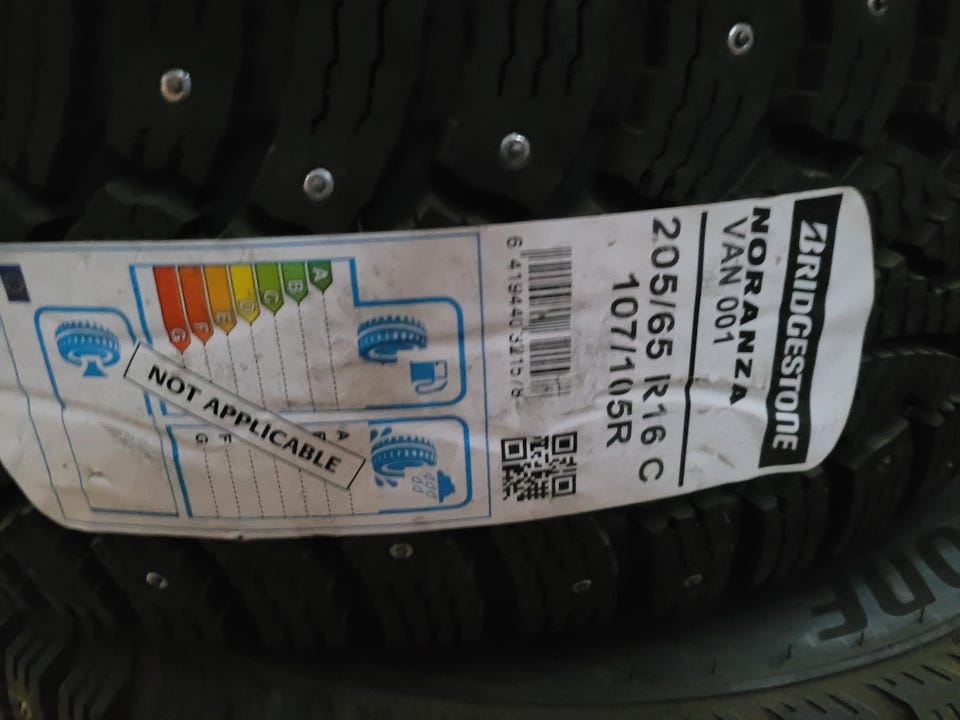 BRIDGESTONE
NORANZA
VAN 001
205/65 R16 C
107/105R
A
B
C
D
E
F
G
NOT APPLICABLE
A
F
G